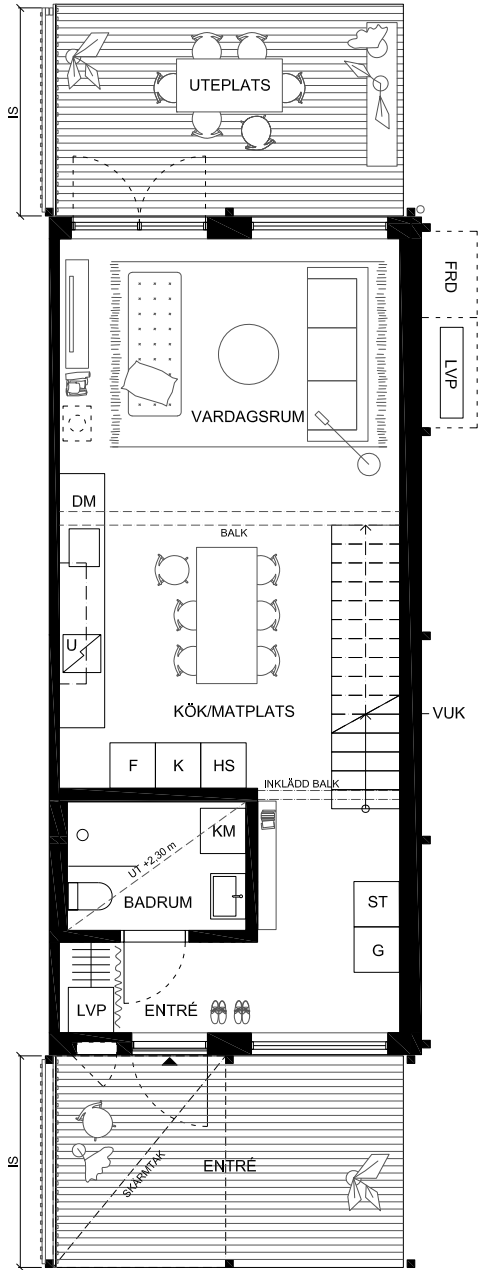 IS
UTEPLATS
FRD
LVP
VARDAGSRUM
DM
BALK
U
KÖK/MATPLATS
VUK
F K HS
INKLÄDD BALK
KM
UT +2,30 m
BADRUM
ST
G
LVP
ENTRÉ
IS
SKÄRMTAK
ENTRÉ